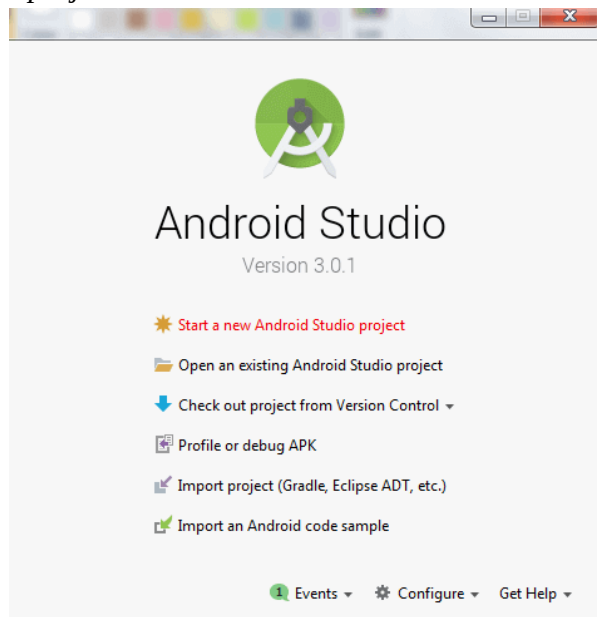 Android Studio
Version 3.0.1
Start a new Android Studio project
Open an existing Android Studio project
Check out project from Version Control
Profile or debug APK
Import project (Gradle, Eclipse ADT, etc.)
Import an Android code sample
1 Events Configure Get Help